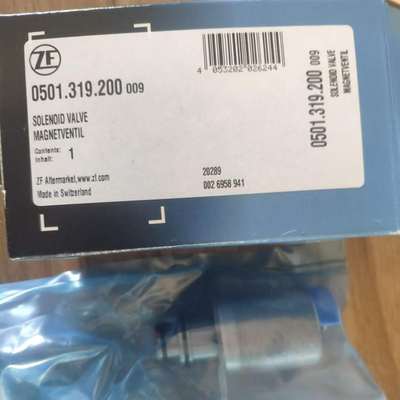 ZF
0501.319.200 009
SOLENOID VALVE
MAGNETVENTIL
Contents:
Inhalt: 1
ZF Aftermarket,www.zf.com
Made in Switzerland
4 053202 026244
20289
002 6958 941
0501.319.200 009
SOLENOID VALVE
MAGNETVENTIL